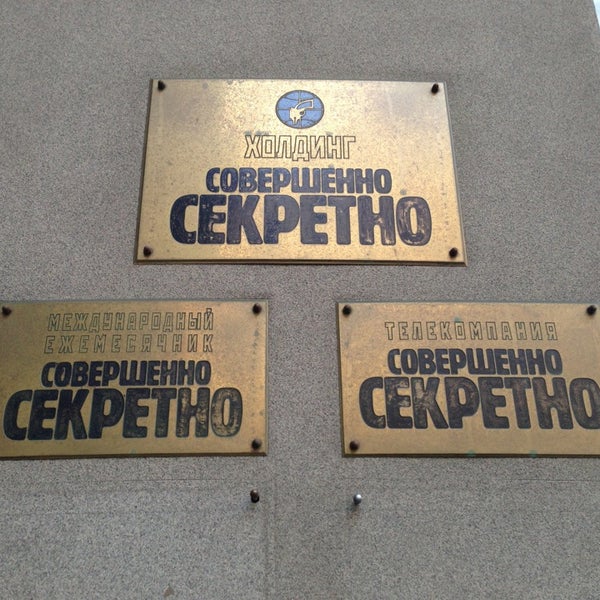 ХОЛДИНГ
СОВЕРШЕННО
СЕКРЕТНО
МЕЖДУНАРОДНЫЙ
ЕЖЕМЕСЯЧНИК
СОВЕРШЕННО
СЕКРЕТНО
ТЕЛЕКОМПАНИЯ
СОВЕРШЕННО
СЕКРЕТНО